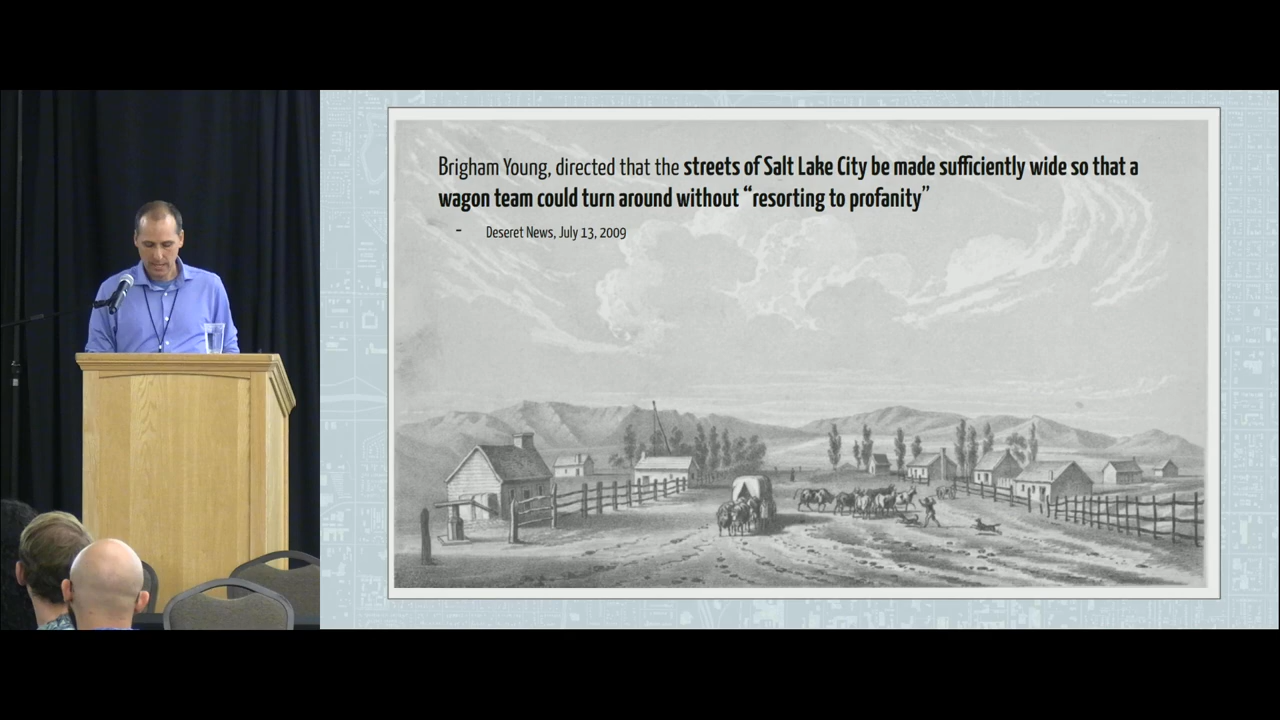 Brigham Young, directed that the streets of Salt Lake City be made sufficiently wide so that a
wagon team could turn around without “resorting to profanity”
- Deseret News, July 13, 2009